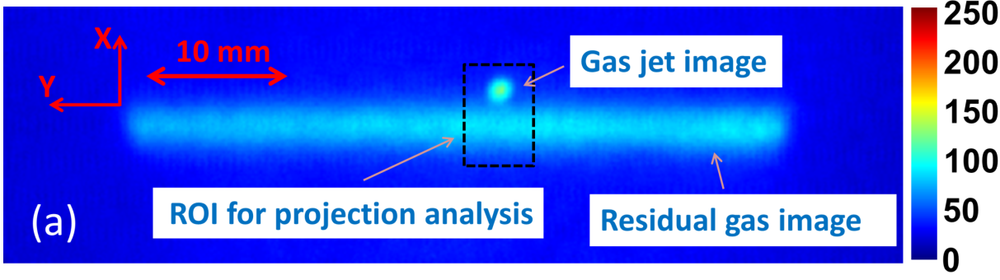 X
10 mm
Y
Gas jet image
ROI for projection analysis
Residual gas image
(a)
250
200
150
100
50
0